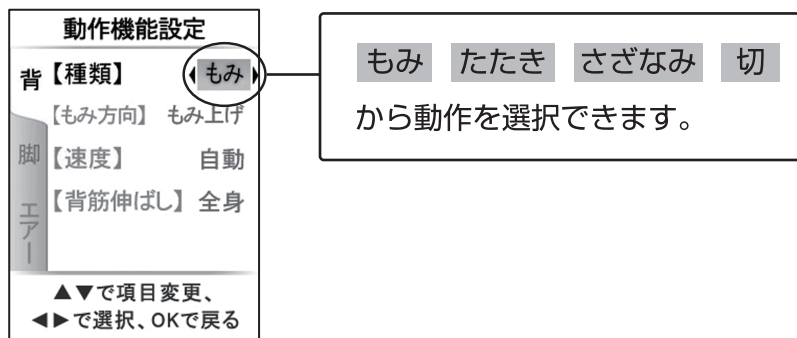 動作機能設定
背【種類】 もみ
【もみ方向】 もみ上げ
脚【速度】 自動
【背筋伸ばし】 全身
エアー
▲▼で項目変更、
◀▶で選択、OKで戻る
もみ たたき さざなみ 切
から動作を選択できます。